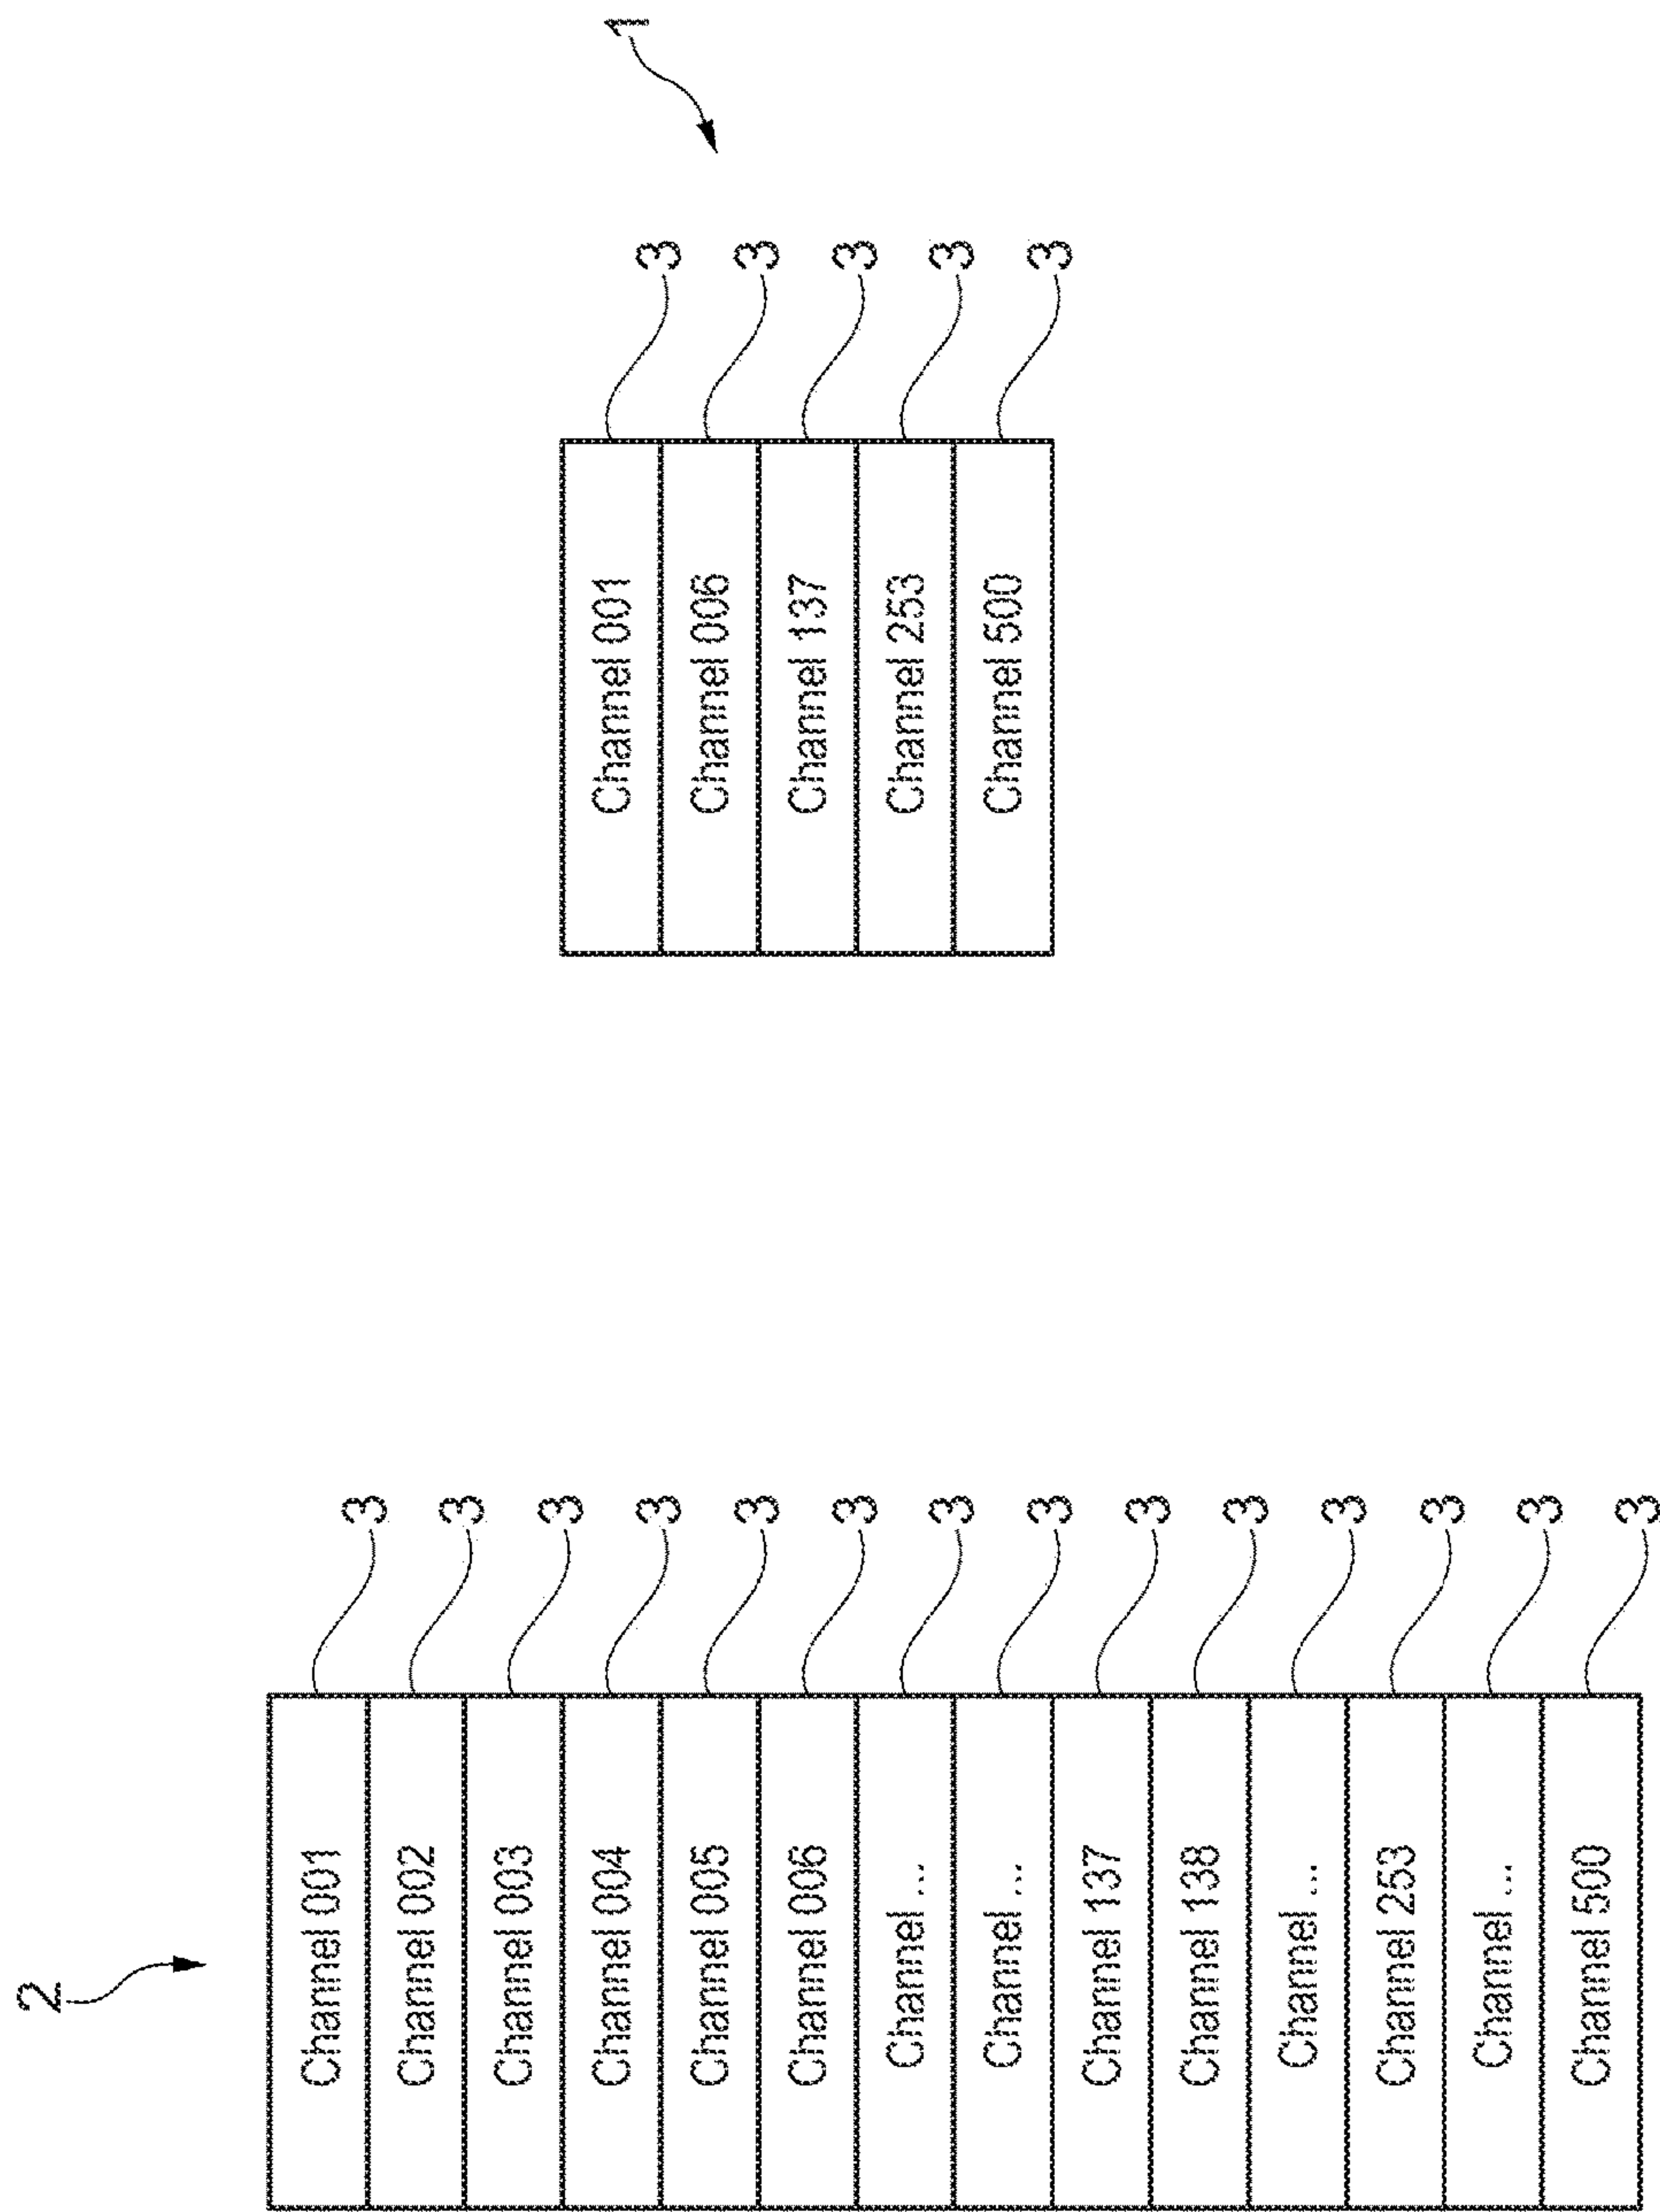 2
Channel 001 3
Channel 002 3
Channel 003 3
Channel 004 3
Channel 005 3
Channel 006 3
Channel ... 3
Channel ... 3
Channel 137 3
Channel 138 3
Channel ... 3
Channel 253 3
Channel ... 3
Channel 500 3
1
Channel 001 3
Channel 006 3
Channel 137 3
Channel 253 3
Channel 500 3